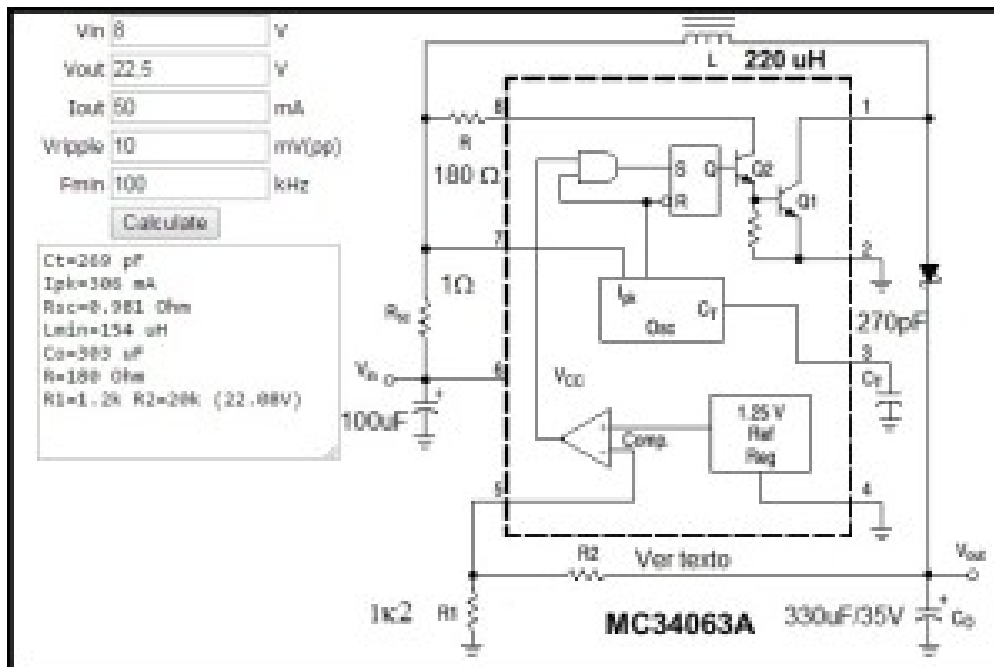 Vin 8 V
Vout 22.5 V
Iout 50 mA
Vripple 10 mV(pp)
Fmin 100 kHz
Calculate
Ct=269 pF
Ipk=306 mA
Rsc=0.981 Ohm
Lmin=154 uH
Co=303 uF
R=180 Ohm
R1=1.2k R2=20k (22.08V)
L 220 uH
8
1
R
180 Ω
S Q
R
Q2
Q1
7
2
1Ω
Rsc
Ipk
Osc
CT
270pF
3
CT
Vin
6
VCC
100uF
Comp.
1.25 V
Ref
Reg
5
4
R2 Ver texto
Vout
1к2 R1
MC34063A
330uF/35V CO